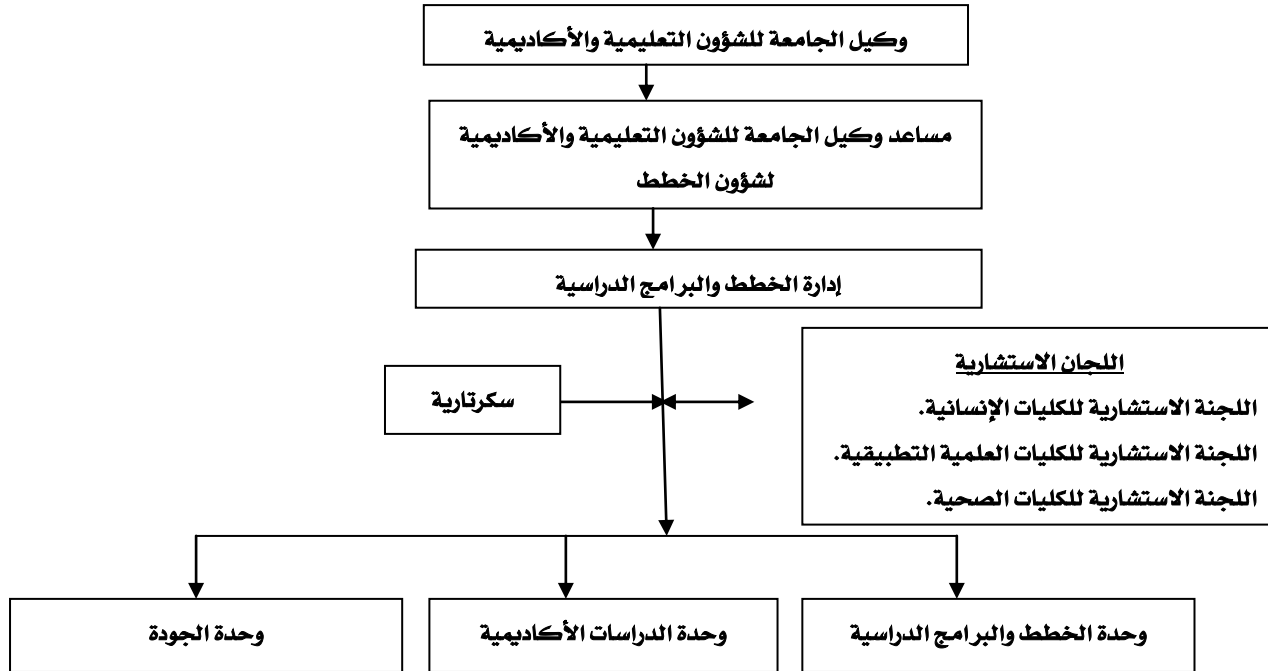 وكيل الجامعة للشؤون التعليمية والأكاديمية
مساعد وكيل الجامعة للشؤون التعليمية والأكاديمية
لشؤون الخطط
إدارة الخطط والبرامج الدراسية
اللجان الاستشارية
اللجنة الاستشارية للكليات الإنسانية.
اللجنة الاستشارية للكليات العلمية التطبيقية.
اللجنة الاستشارية للكليات الصحية.
سكرتارية
وحدة الخطط والبرامج الدراسية
وحدة الدراسات الأكاديمية
وحدة الجودة